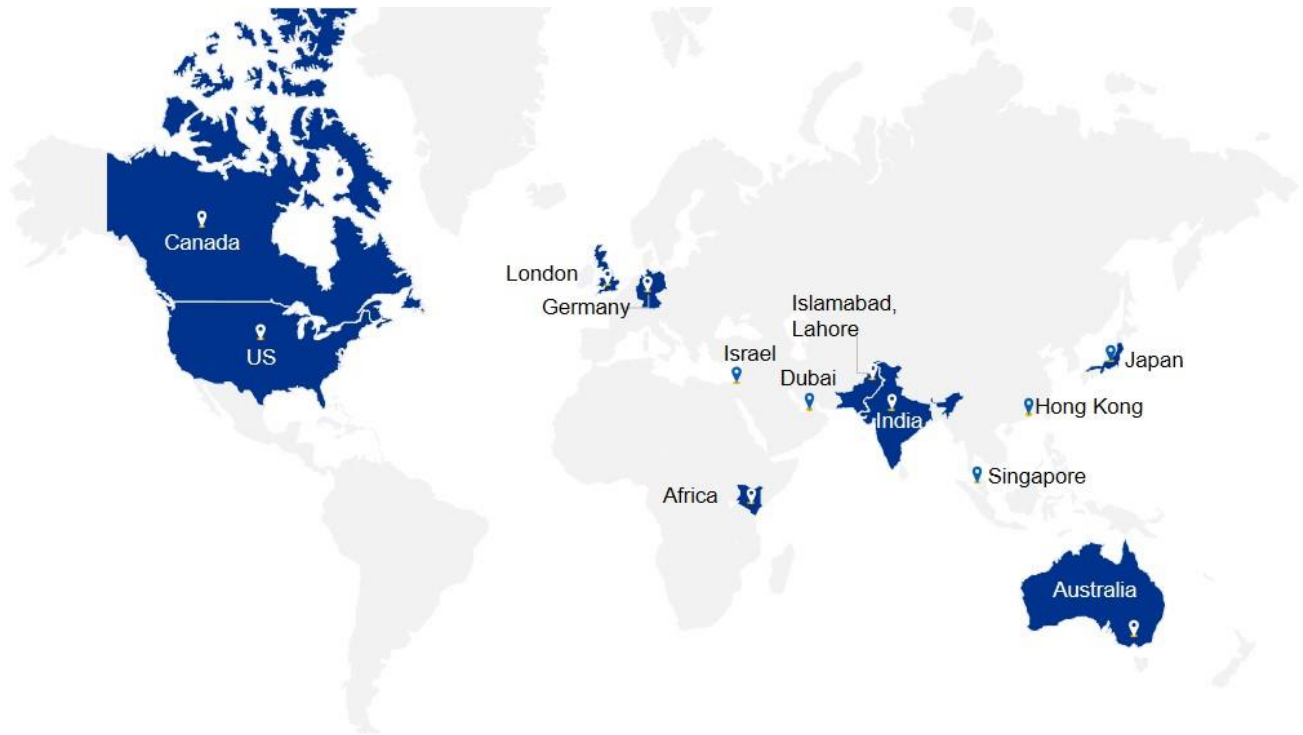 Canada
US
London
Germany
Islamabad,
Lahore
Israel
Dubai
India
Japan
Hong Kong
Singapore
Africa
Australia